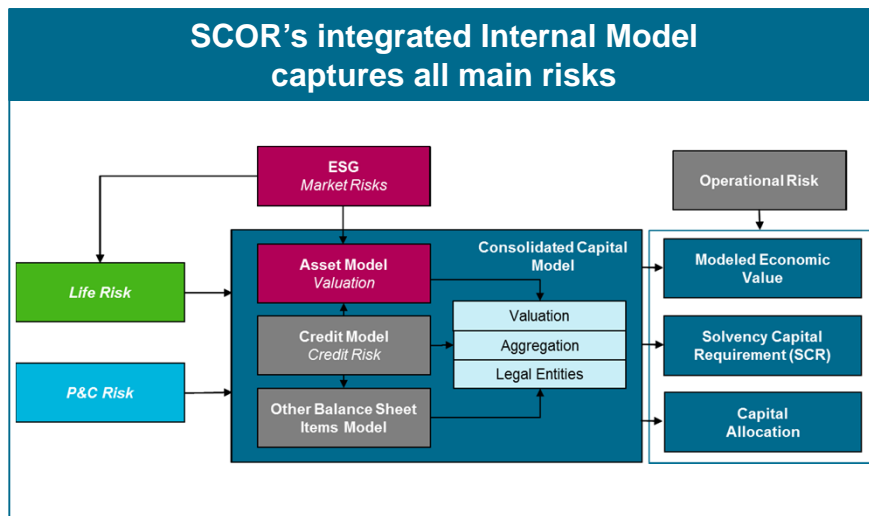 SCOR's integrated Internal Model
captures all main risks
ESG
Market Risks
Operational Risk
Consolidated Capital
Model
Asset Model
Valuation
Modeled Economic
Value
Life Risk
Valuation
Credit Model
Credit Risk
Aggregation
Solvency Capital
Requirement (SCR)
Legal Entities
P&C Risk
Other Balance Sheet
Items Model
Capital
Allocation